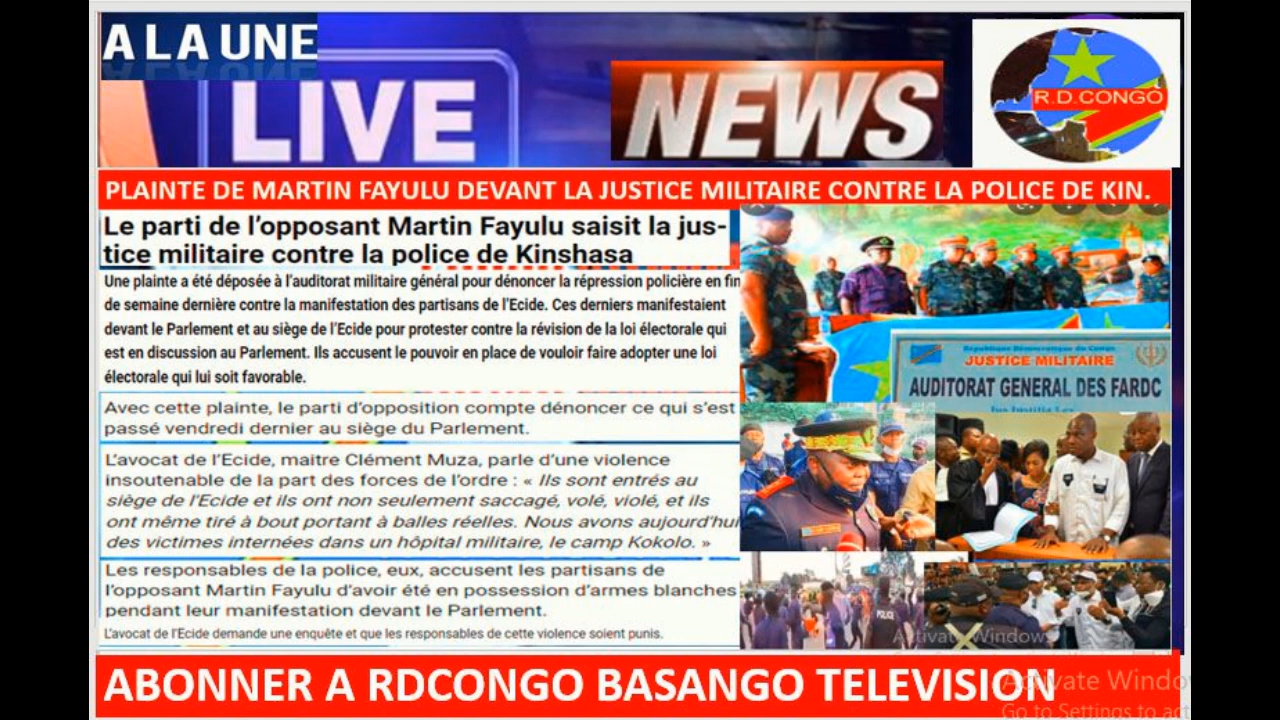 A LA UNE
LIVE
NEWS
R.D.CONGO
PLAINTE DE MARTIN FAYULU DEVANT LA JUSTICE MILITAIRE CONTRE LA POLICE DE KIN.
Le parti de l'opposant Martin Fayulu saisit la jus-
tice militaire contre la police de Kinshasa
Une plainte a été déposée à l'auditorat militaire général pour dénoncer la répression policière en fin
de semaine dernière contre la manifestation des partisans de l'Ecide. Ces derniers manifestaient
devant le Parlement et au siège de l'Ecide pour protester contre la révision de la loi électorale qui
est en discussion au Parlement. Ils accusent le pouvoir en place de vouloir faire adopter une loi
électorale qui lui soit favorable.
Avec cette plainte, le parti d'opposition compte dénoncer ce qui s'est
passé vendredi dernier au siège du Parlement.
L'avocat de l'Ecide, maitre Clément Muza, parle d'une violence
insoutenable de la part des forces de l'ordre : « Ils sont entrés au
siège de l'Ecide et ils ont non seulement saccagé, volé, violé, et ils
ont même tiré à bout portant à balles réelles. Nous avons aujourd'hui
des victimes internées dans un hôpital militaire, le camp Kokolo. »
Les responsables de la police, eux, accusent les partisans de
l'opposant Martin Fayulu d'avoir été en possession d'armes blanches
pendant leur manifestation devant le Parlement.
L'avocat de l'Ecide demande une enquête et que les responsables de cette violence soient punis.
République Démocratique du Congo
JUSTICE MILITAIRE
AUDITORAT GENERAL DES FARDC
POLICE
Activate Windows
ABONNER A RDCONGO BASANGO TELEVISION
Activate Windo
Go to Settings to act